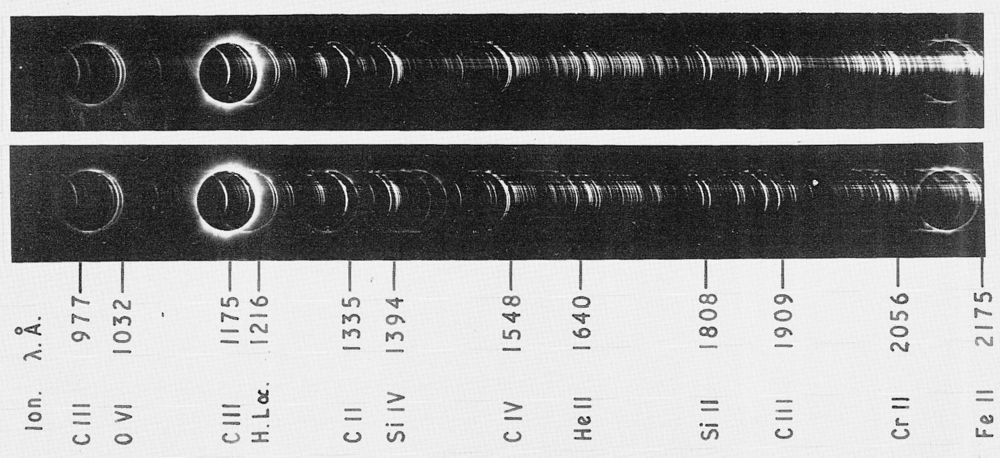 Ion. λ.Å.
C III 977
O VI 1032
C III 1175
H.Lα. 1216
C II 1335
Si IV 1394
C IV 1548
He II 1640
Si II 1808
C III 1909
Cr II 2056
Fe II 2175